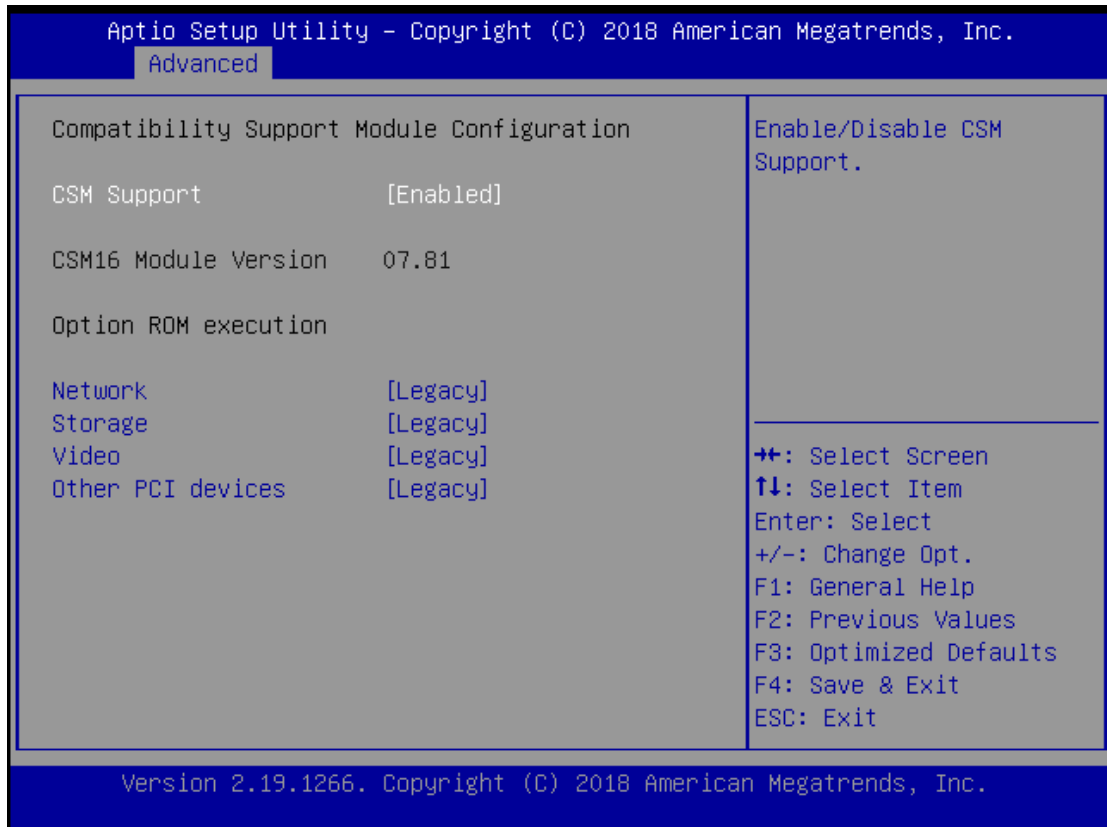 Aptio Setup Utility – Copyright (C) 2018 American Megatrends, Inc.
Advanced
Compatibility Support Module Configuration
CSM Support [Enabled]
CSM16 Module Version 07.81
Option ROM execution
Network [Legacy]
Storage [Legacy]
Video [Legacy]
Other PCI devices [Legacy]
Enable/Disable CSM
Support.
→←: Select Screen
↑↓: Select Item
Enter: Select
+/-: Change Opt.
F1: General Help
F2: Previous Values
F3: Optimized Defaults
F4: Save & Exit
ESC: Exit
Version 2.19.1266. Copyright (C) 2018 American Megatrends, Inc.